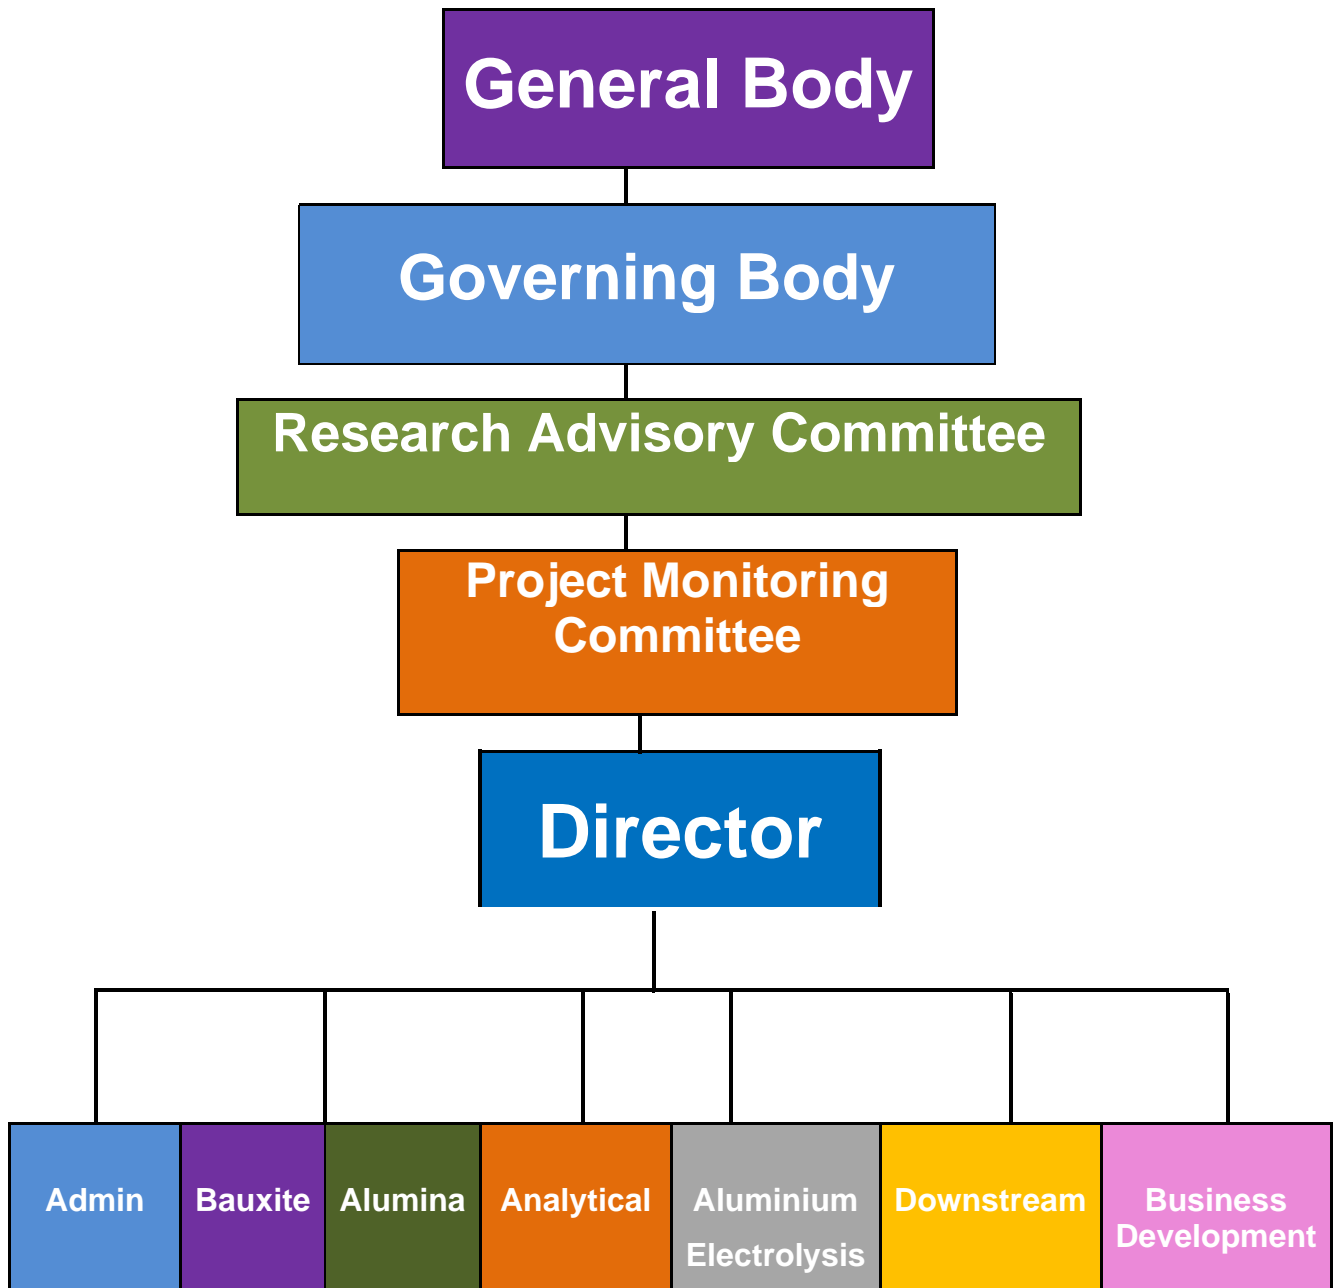 General Body
Governing Body
Research Advisory Committee
Project Monitoring
Committee
Director
Admin
Bauxite
Alumina
Analytical
Aluminium
Electrolysis
Downstream
Business
Development